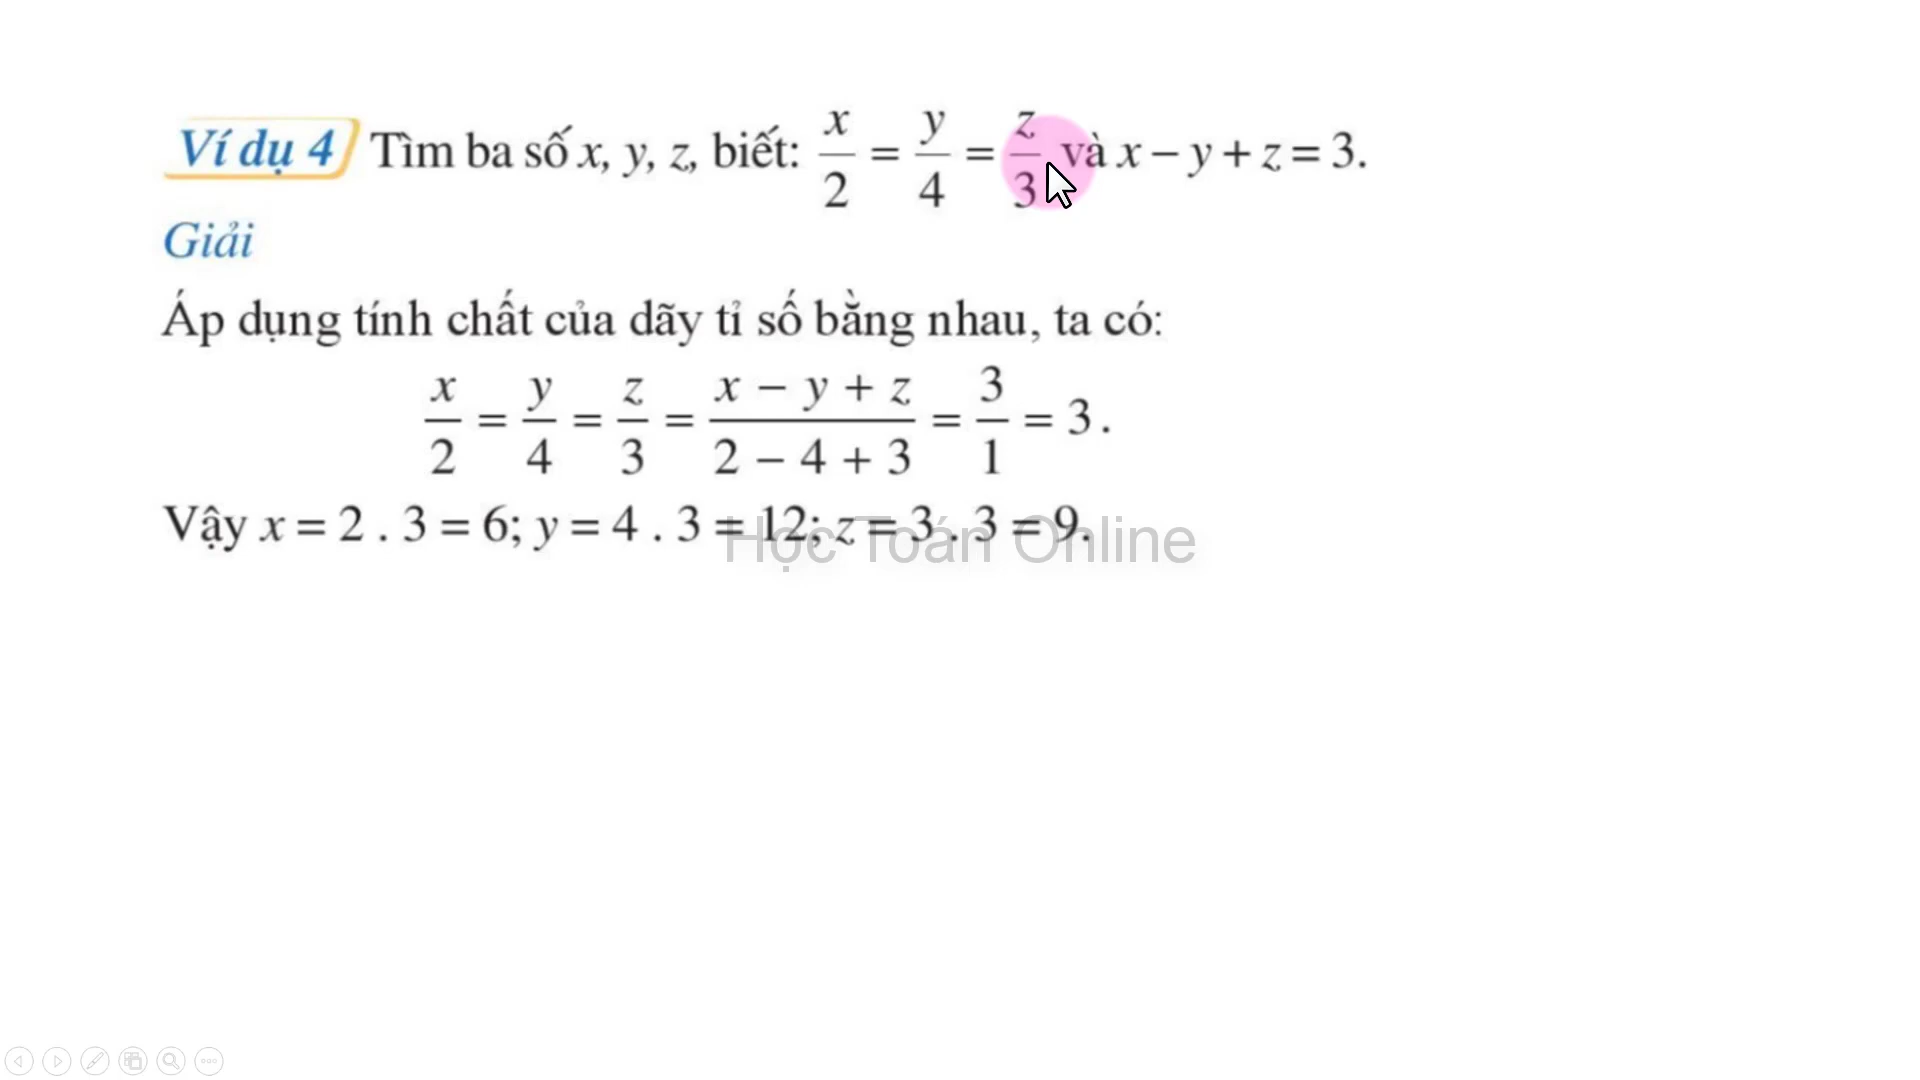 Ví dụ 4 Tìm ba số x, y, z, biết: x/2 = y/4 = z/3 và x − y + z = 3.
Giải
Áp dụng tính chất của dãy tỉ số bằng nhau, ta có:
x/2 = y/4 = z/3 = (x − y + z)/(2 − 4 + 3) = 3/1 = 3.
Vậy x = 2 . 3 = 6; y = 4 . 3 = 12; z = 3 . 3 = 9.
Học Toán Online